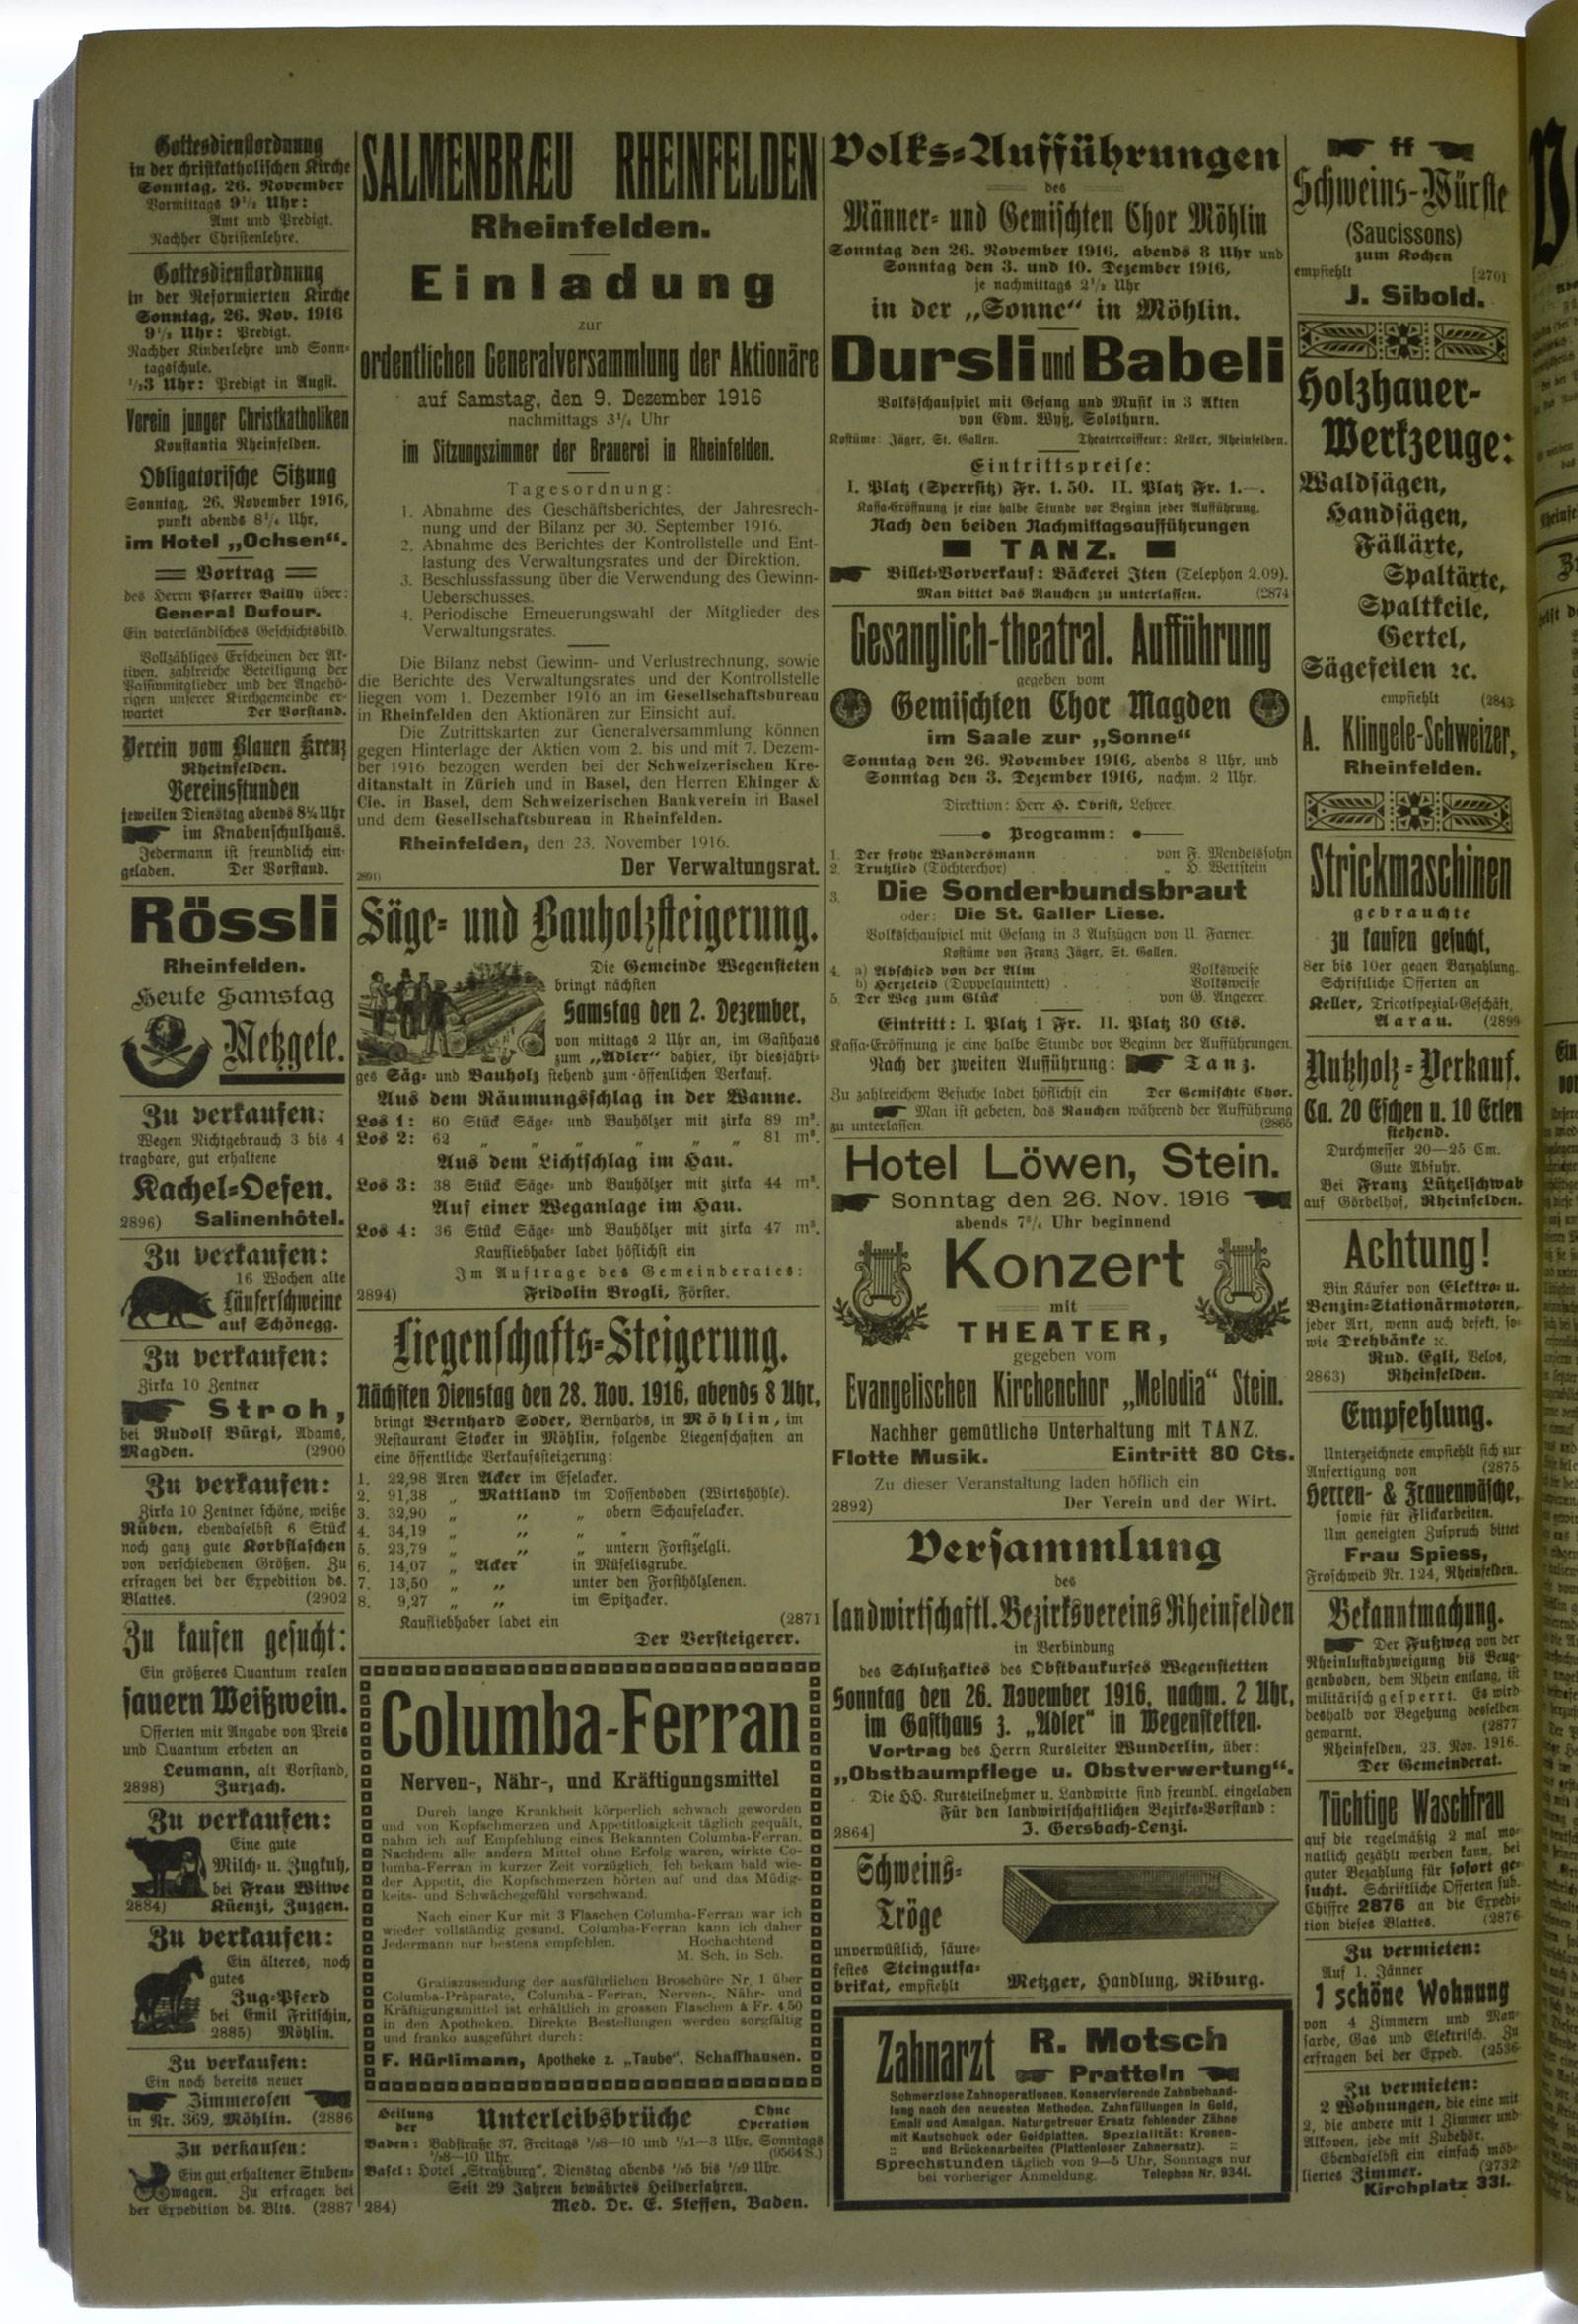 Gottesdienstordnung
in der christkatholischen Kirche
Sonntag, 26. November
Vormittags 9½ Uhr:
Amt und Predigt.
Nachher Christenlehre.
Gottesdienstordnung
in der Reformierten Kirche
Sonntag, 26. Nov. 1916
9½ Uhr: Predigt.
Nachher Kinderlehre und Sonn-
tagsschule.
½3 Uhr: Predigt in Augst.
Verein junger Christkatholiken
Konstantia Rheinfelden.
Obligatorische Sitzung
Sonntag, 26. November 1916,
punkt abends 8¼ Uhr,
im Hotel „Ochsen“.
Vortrag
des Herrn Pfarrer Bailly über:
General Dufour.
Ein vaterländisches Geschichtsbild.
Vollzähliges Erscheinen der Ak-
tiven, zahlreiche Beteiligung der
Passivmitglieder und der Angehö-
rigen unserer Kirchgemeinde er-
wartet Der Vorstand.
Verein vom Blauen Kreuz
Rheinfelden.
Vereinsstunden
jeweilen Dienstag abends 8¼ Uhr
im Knabenschulhaus.
Jedermann ist freundlich ein-
geladen. Der Vorstand.
Rössli
Rheinfelden.
Heute Samstag
Metzgete.
Zu verkaufen:
Wegen Nichtgebrauch 3 bis 4
tragbare, gut erhaltene
Kachel-Oefen.
2896) Salinenhôtel.
Zu verkaufen:
16 Wochen alte
Läuferschweine
auf Schönegg.
Zu verkaufen:
Zirka 10 Zentner
Stroh,
bei Rudolf Bürgi, Adams,
Magden. (2900
Zu verkaufen:
Zirka 10 Zentner schöne, weiße
Rüben, ebendaselbst 6 Stück
noch ganz gute Korbflaschen
von verschiedenen Größen. Zu
erfragen bei der Expedition ds.
Blattes. (2902
Zu kaufen gesucht:
Ein größeres Quantum realen
sauern Weißwein.
Offerten mit Angabe von Preis
und Quantum erbeten an
Leumann, alt Vorstand,
2898) Zurzach.
Zu verkaufen:
Eine gute
Milch- u. Zugkuh,
bei Frau Witwe
2884) Küenzi, Zuzgen.
Zu verkaufen:
Ein älteres, noch
gutes
Zug-Pferd
bei Emil Fritschin,
2885) Möhlin.
Zu verkaufen:
Ein noch bereits neuer
Zimmerofen
in Nr. 369, Möhlin. (2886
Zu verkaufen:
Ein gut erhaltener Stuben-
wagen. Zu erfragen bei
der Expedition ds. Blts. (2887
SALMENBRÆU RHEINFELDEN
Rheinfelden.
Einladung
zur
ordentlichen Generalversammlung der Aktionäre
auf Samstag, den 9. Dezember 1916
nachmittags 3¼ Uhr
im Sitzungszimmer der Brauerei in Rheinfelden.
Tagesordnung:
1. Abnahme des Geschäftsberichtes, der Jahresrech-
nung und der Bilanz per 30. September 1916.
2. Abnahme des Berichtes der Kontrollstelle und Ent-
lastung des Verwaltungsrates und der Direktion.
3. Beschlussfassung über die Verwendung des Gewinn-
Ueberschusses.
4. Periodische Erneuerungswahl der Mitglieder des
Verwaltungsrates.
Die Bilanz nebst Gewinn- und Verlustrechnung, sowie
die Berichte des Verwaltungsrates und der Kontrollstelle
liegen vom 1. Dezember 1916 an im Gesellschaftsbureau
in Rheinfelden den Aktionären zur Einsicht auf.
Die Zutrittskarten zur Generalversammlung können
gegen Hinterlage der Aktien vom 2. bis und mit 7. Dezem-
ber 1916 bezogen werden bei der Schweizerischen Kre-
ditanstalt in Zürich und in Basel, den Herren Ehinger &
Cie. in Basel, dem Schweizerischen Bankverein in Basel
und dem Gesellschaftsbureau in Rheinfelden.
Rheinfelden, den 23. November 1916.
2891) Der Verwaltungsrat.
Säge- und Bauholzsteigerung.
Die Gemeinde Wegensteten
bringt nächsten
Samstag den 2. Dezember,
von mittags 2 Uhr an, im Gasthaus
zum „Adler“ dahier, ihr diesjähri-
ges Säg- und Bauholz stehend zum öffenlichen Verkauf.
Aus dem Räumungsschlag in der Wanne.
Los 1: 60 Stück Säge- und Bauhölzer mit zirka 89 m³.
Los 2: 62 „ „ „ „ „ „ 81 m³.
Aus dem Lichtschlag im Hau.
Los 3: 38 Stück Säge- und Bauhölzer mit zirka 44 m³.
Auf einer Weganlage im Hau.
Los 4: 36 Stück Säge- und Bauhölzer mit zirka 47 m³.
Kaufliebhaber ladet höflichst ein
Im Auftrage des Gemeinderates:
2894) Fridolin Brogli, Förster.
Liegenschafts-Steigerung.
Nächsten Dienstag den 28. Nov. 1916, abends 8 Uhr,
bringt Bernhard Soder, Bernhards, in Möhlin, im
Restaurant Stocker in Möhlin, folgende Liegenschaften an
eine öffentliche Verkaufssteigerung:
1. 22,98 Aren Acker im Eselacker.
2. 91,38 „ Mattland im Dossenboden (Wirtshöhle).
3. 32,90 „ „ „ obern Schaufelacker.
4. 34,19 „ „ „ „ „
5. 23,79 „ „ „ untern Forstzelgli.
6. 14,07 „ Acker in Müselisgrube.
7. 13,50 „ „ unter den Forsthölzlenen.
8. 9,27 „ „ im Spitzacker.
Kaufliebhaber ladet ein (2871
Der Versteigerer.
Columba-Ferran
Nerven-, Nähr-, und Kräftigungsmittel
Durch lange Krankheit körperlich schwach geworden
und von Kopfschmerzen und Appetitlosigkeit täglich gequält,
nahm ich auf Empfehlung eines Bekannten Columba-Ferran.
Nachdem alle andern Mittel ohne Erfolg waren, wirkte Co-
lumba-Ferran in kurzer Zeit vorzüglich. Ich bekam bald wie-
der Appetit, die Kopfschmerzen hörten auf und das Müdig-
keits- und Schwächegefühl verschwand.
Nach einer Kur mit 3 Flaschen Columba-Ferran war ich
wieder vollständig gesund. Columba-Ferran kann ich daher
Jedermann nur bestens empfehlen. Hochachtend
M. Sch. in Sch.
Gratiszusendung der ausführlichen Broschüre Nr. 1 über
Columba-Präparate, Columba-Ferran, Nerven-, Nähr- und
Kräftigungsmittel ist erhältlich in grossen Flaschen à Fr. 4.50
in den Apotheken. Direkte Bestellungen werden sorgfältig
und franko ausgeführt durch:
F. Hürlimann, Apotheke z. „Taube“, Schaffhausen.
Heilung der Unterleibsbrüche Ohne Operation
Baden: Badstraße 37, Freitags ½8—10 und ½1—3 Uhr, Sonntags
½8—10 Uhr. (9564 S.)
Basel: Hotel „Straßburg“, Dienstag abends ½5 bis ½9 Uhr.
Seit 29 Jahren bewährtes Heilverfahren.
284) Med. Dr. E. Steffen, Baden.
Volks-Aufführungen
des
Männer- und Gemischten Chor Möhlin
Sonntag den 26. November 1916, abends 8 Uhr und
Sonntag den 3. und 10. Dezember 1916,
je nachmittags 2½ Uhr
in der „Sonne“ in Möhlin.
Dursli und Babeli
Volksschauspiel mit Gesang und Musik in 3 Akten
von Edm. Wyß, Solothurn.
Kostüme: Jäger, St. Gallen. Theatercoiffeur: Keller, Rheinfelden.
Eintrittspreise:
I. Platz (Sperrsitz) Fr. 1.50. II. Platz Fr. 1.—.
Kassa-Eröffnung je eine halbe Stunde vor Beginn jeder Aufführung.
Nach den beiden Nachmittagsaufführungen
TANZ.
Billet-Vorverkauf: Bäckerei Iten (Telephon 2.09).
Man bittet das Rauchen zu unterlassen. (2874
Gesanglich-theatral. Aufführung
gegeben vom
Gemischten Chor Magden
im Saale zur „Sonne“
Sonntag den 26. November 1916, abends 8 Uhr, und
Sonntag den 3. Dezember 1916, nachm. 2 Uhr.
Direktion: Herr H. Obrist, Lehrer.
Programm:
1. Der frohe Wandersmann . . . von F. Mendelssohn
2. Trutzlied (Töchterchor) . . . „ H. Wettstein
3. Die Sonderbundsbraut
oder: Die St. Galler Liese.
Volksschauspiel mit Gesang in 3 Aufzügen von U. Farner.
Kostüme von Franz Jäger, St. Gallen.
4. a) Abschied von der Alm . . . Volksweise
b) Herzeleid (Doppelquintett) . . . Volksweise
5. Der Weg zum Glück . . . von G. Angerer.
Eintritt: I. Platz 1 Fr. II. Platz 80 Cts.
Kassa-Eröffnung je eine halbe Stunde vor Beginn der Aufführungen.
Nach der zweiten Aufführung: Tanz.
Zu zahlreichem Besuche ladet höflichst ein Der Gemischte Chor.
Man ist gebeten, das Rauchen während der Aufführung
zu unterlassen. (2865
Hotel Löwen, Stein.
Sonntag den 26. Nov. 1916
abends 7¾ Uhr beginnend
Konzert
mit
THEATER,
gegeben vom
Evangelischen Kirchenchor „Melodia“ Stein.
Nachher gemütliche Unterhaltung mit TANZ.
Flotte Musik. Eintritt 80 Cts.
Zu dieser Veranstaltung laden höflich ein
2892) Der Verein und der Wirt.
Versammlung
des
landwirtschaftl. Bezirksvereins Rheinfelden
in Verbindung
des Schlußaktes des Obstbaukurses Wegenstetten
Sonntag den 26. November 1916, nachm. 2 Uhr,
im Gasthaus z. „Adler“ in Wegenstetten.
Vortrag des Herrn Kursleiter Wunderlin, über:
„Obstbaumpflege u. Obstverwertung“.
Die HH. Kursteilnehmer u. Landwirte sind freundl. eingeladen
Für den landwirtschaftlichen Bezirks-Vorstand:
2864] J. Gersbach-Lenzi.
Schweins-
Tröge
unverwüstlich, säure-
festes Steingutfa-
brikat, empfiehlt Metzger, Handlung, Riburg.
Zahnarzt R. Motsch
Pratteln
Schmerzlose Zahnoperationen. Konservierende Zahnbehand-
lung nach den neuesten Methoden. Zahnfüllungen in Gold,
Email und Amalgan. Naturgetreuer Ersatz fehlender Zähne
mit Kautschuck oder Goldplatten. Spezialität: Kronen-
:: und Brückenarbeiten (Plattenloser Zahnersatz). ::
Sprechstunden täglich von 9—5 Uhr, Sonntags nur
bei vorheriger Anmeldung. Telephon Nr. 9341.
ff
Schweins-Würste
(Saucissons)
zum Kochen
empfiehlt [2701
J. Sibold.
Holzhauer-
Werkzeuge:
Waldsägen,
Handsägen,
Fälläxte,
Spaltäxte,
Spaltkeile,
Gertel,
Sägefeilen ꝛc.
empfiehlt (2843
A. Klingele-Schweizer,
Rheinfelden.
Strickmaschinen
gebrauchte
zu kaufen gesucht,
8er bis 10er gegen Barzahlung.
Schriftliche Offerten an
Keller, Tricotspezial-Geschäft,
Aarau. (2899
Nutzholz-Verkauf.
Ca. 20 Eschen u. 10 Erlen
stehend.
Durchmesser 20—25 Cm.
Gute Abfuhr.
Bei Franz Lützelschwab
auf Görbelhof, Rheinfelden.
Achtung!
Bin Käufer von Elektro- u.
Benzin-Stationärmotoren,
jeder Art, wenn auch defekt, so-
wie Drehbänke ꝛc.
Rud. Egli, Velos,
2863) Rheinfelden.
Empfehlung.
Unterzeichnete empfiehlt sich zur
Anfertigung von (2875
Herren- & Frauenwäsche,
sowie für Flickarbeiten.
Um geneigten Zuspruch bittet
Frau Spiess,
Froschweid Nr. 124, Rheinfelden.
Bekanntmachung.
Der Fußweg von der
Rheinluftabzweigung bis Beug-
genboden, dem Rhein entlang, ist
militärisch gesperrt. Es wird
deshalb vor Begehung desselben
gewarnt. (2877
Rheinfelden, 23. Nov. 1916.
Der Gemeinderat.
Tüchtige Waschfrau
auf die regelmäßig 2 mal mo-
natlich gezählt werden kann, bei
guter Bezahlung für sofort ge-
sucht. Schriftliche Offerten sub.
Chiffre 2876 an die Expedi-
tion dieses Blattes. (2876
Zu vermieten:
Auf 1. Jänner
1 schöne Wohnung
von 4 Zimmern und Man-
sarde, Gas und Elektrisch. Zu
erfragen bei der Exped. (2536
Zu vermieten:
2 Wohnungen, die eine mit
2, die andere mit 1 Zimmer und
Alkoven, jede mit Zubehör.
Ebendaselbst ein einfach möb-
liertes Zimmer. (2732
Kirchplatz 331.